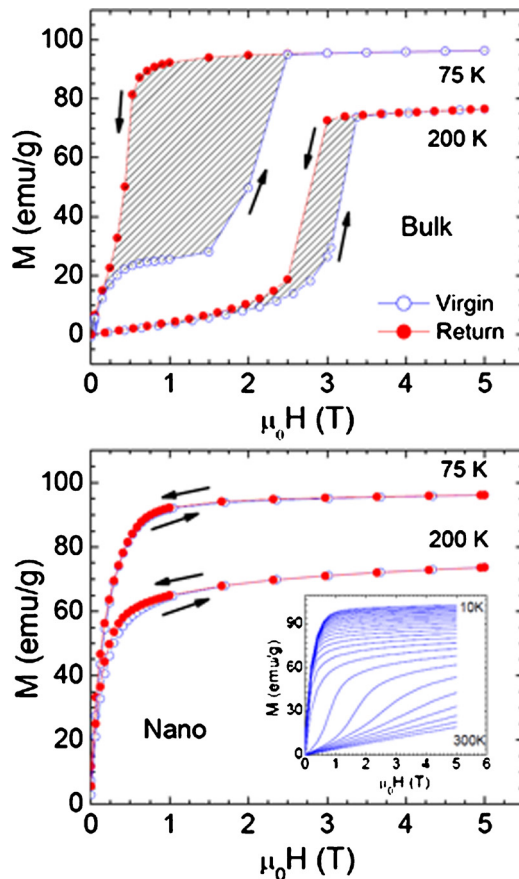 100
80
60
40
20
0
M (emu/g)
75 K
200 K
Bulk
Virgin
Return
0 1 2 3 4 5
μ₀H (T)
100
80
60
40
20
0
M (emu/g)
75 K
200 K
Nano
90
60
30
0
M (emu/g)
10K
300K
0 1 2 3 4 5 6
μ₀H (T)
0 1 2 3 4 5
μ₀H (T)